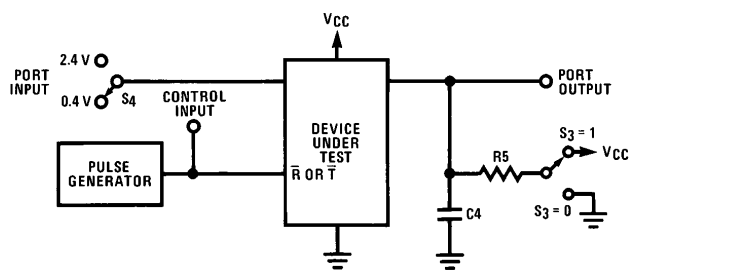 VCC
2.4 V
PORT
INPUT
0.4 V
S4
CONTROL
INPUT
PULSE
GENERATOR
DEVICE
UNDER
TEST
R̅ OR T̅
PORT
OUTPUT
S3 = 1
VCC
R5
C4
S3 = 0